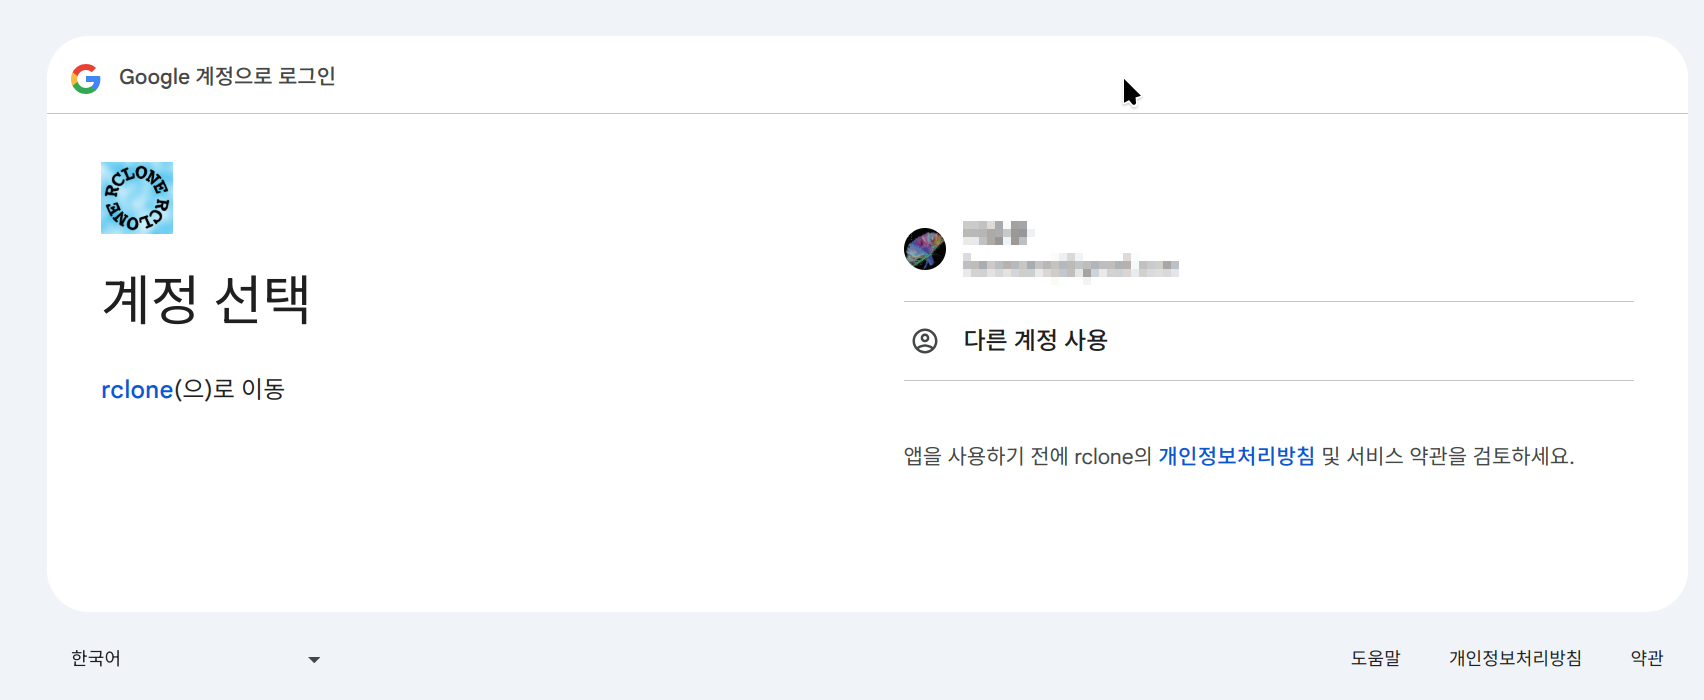 Google 계정으로 로그인
RCLONE RCLONE
계정 선택
rclone(으)로 이동
다른 계정 사용
앱을 사용하기 전에 rclone의 개인정보처리방침 및 서비스 약관을 검토하세요.
한국어
도움말 개인정보처리방침 약관